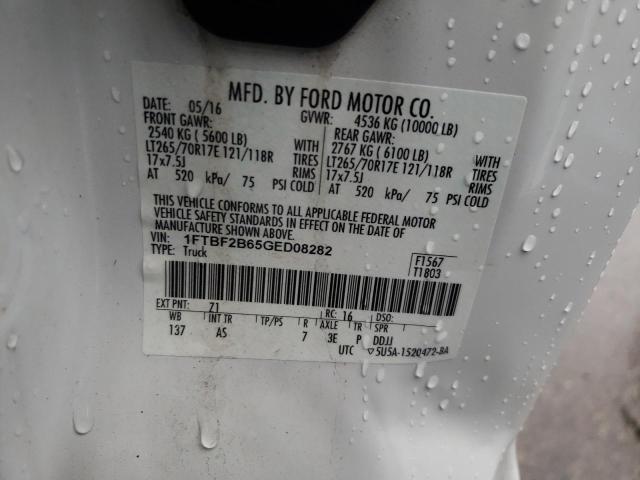 MFD. BY FORD MOTOR CO.
DATE: 05/16 GVWR: 4536 KG (10000 LB)
FRONT GAWR: REAR GAWR:
2540 KG ( 5600 LB) 2767 KG ( 6100 LB)
LT265/70R17E 121/118R TIRES LT265/70R17E 121/118R TIRES
17x7.5J RIMS 17x7.5J RIMS
AT 520 kPa/ 75 PSI COLD AT 520 kPa/ 75 PSI COLD
THIS VEHICLE CONFORMS TO ALL APPLICABLE FEDERAL MOTOR
VEHICLE SAFETY STANDARDS IN EFFECT ON THE DATE OF
MANUFACTURE SHOWN ABOVE.
VIN: 1FTBF2B65GED08282
TYPE: Truck
F1567
T1803
EXT PNT: Z1 RC: 16 DSO:
WB INT TR TP/PS R AXLE TR SPR
137 AS 7 3E P DDJJ
UTC ▽5U5A-1520472-BA